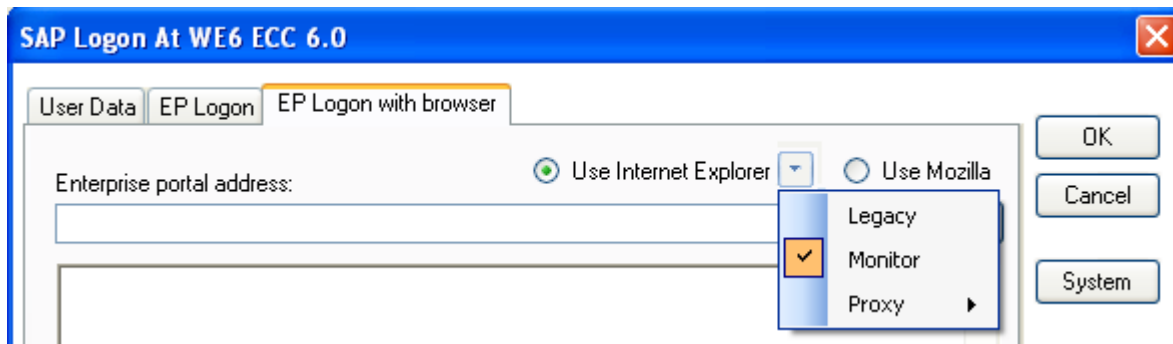 SAP Logon At WE6 ECC 6.0
User Data EP Logon EP Logon with browser
OK
Use Internet Explorer Use Mozilla
Enterprise portal address:
Cancel
Legacy
Monitor
System
Proxy